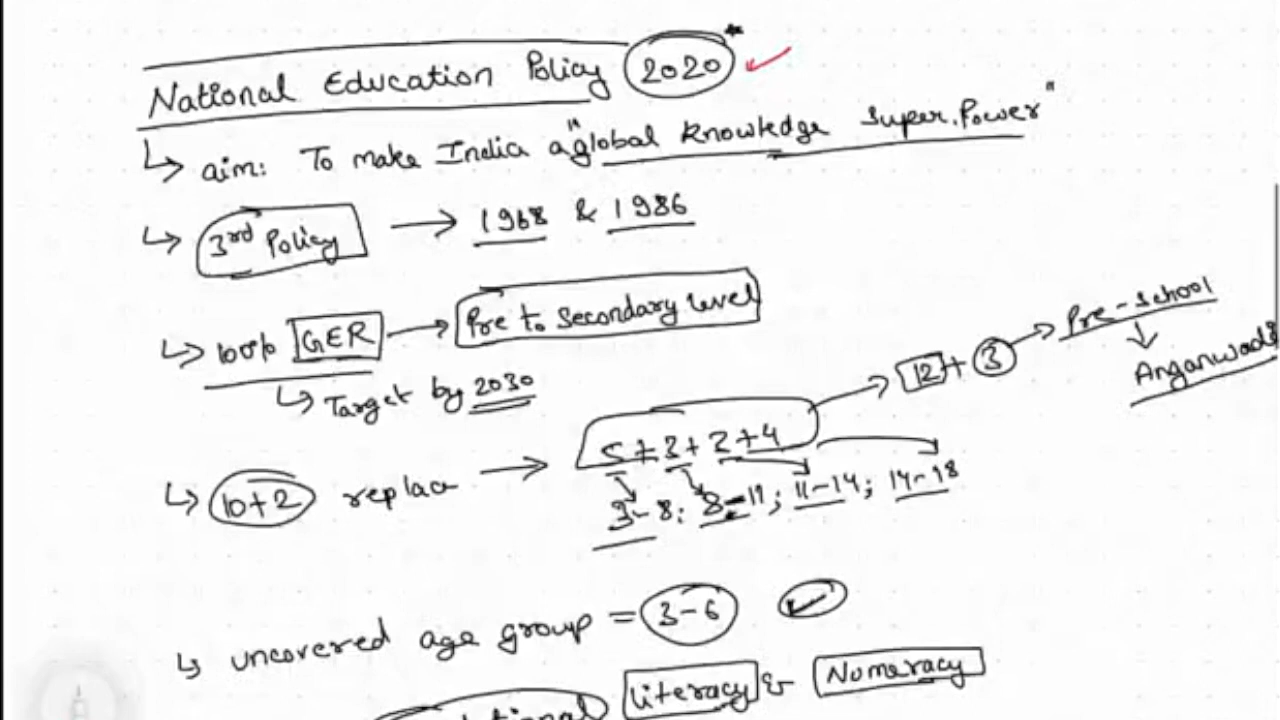 National Education Policy 2020
aim: To make India a "global knowledge super power"
3rd Policy → 1968 & 1986
100% GER → Pre to Secondary level
Target by 2030
12 + 3 → Pre-School
Anganwadi
10+2 replace → 5+3+2+4
3-8: 8-11; 11-14; 14-18
uncovered age group = 3-6
Literacy & Numeracy